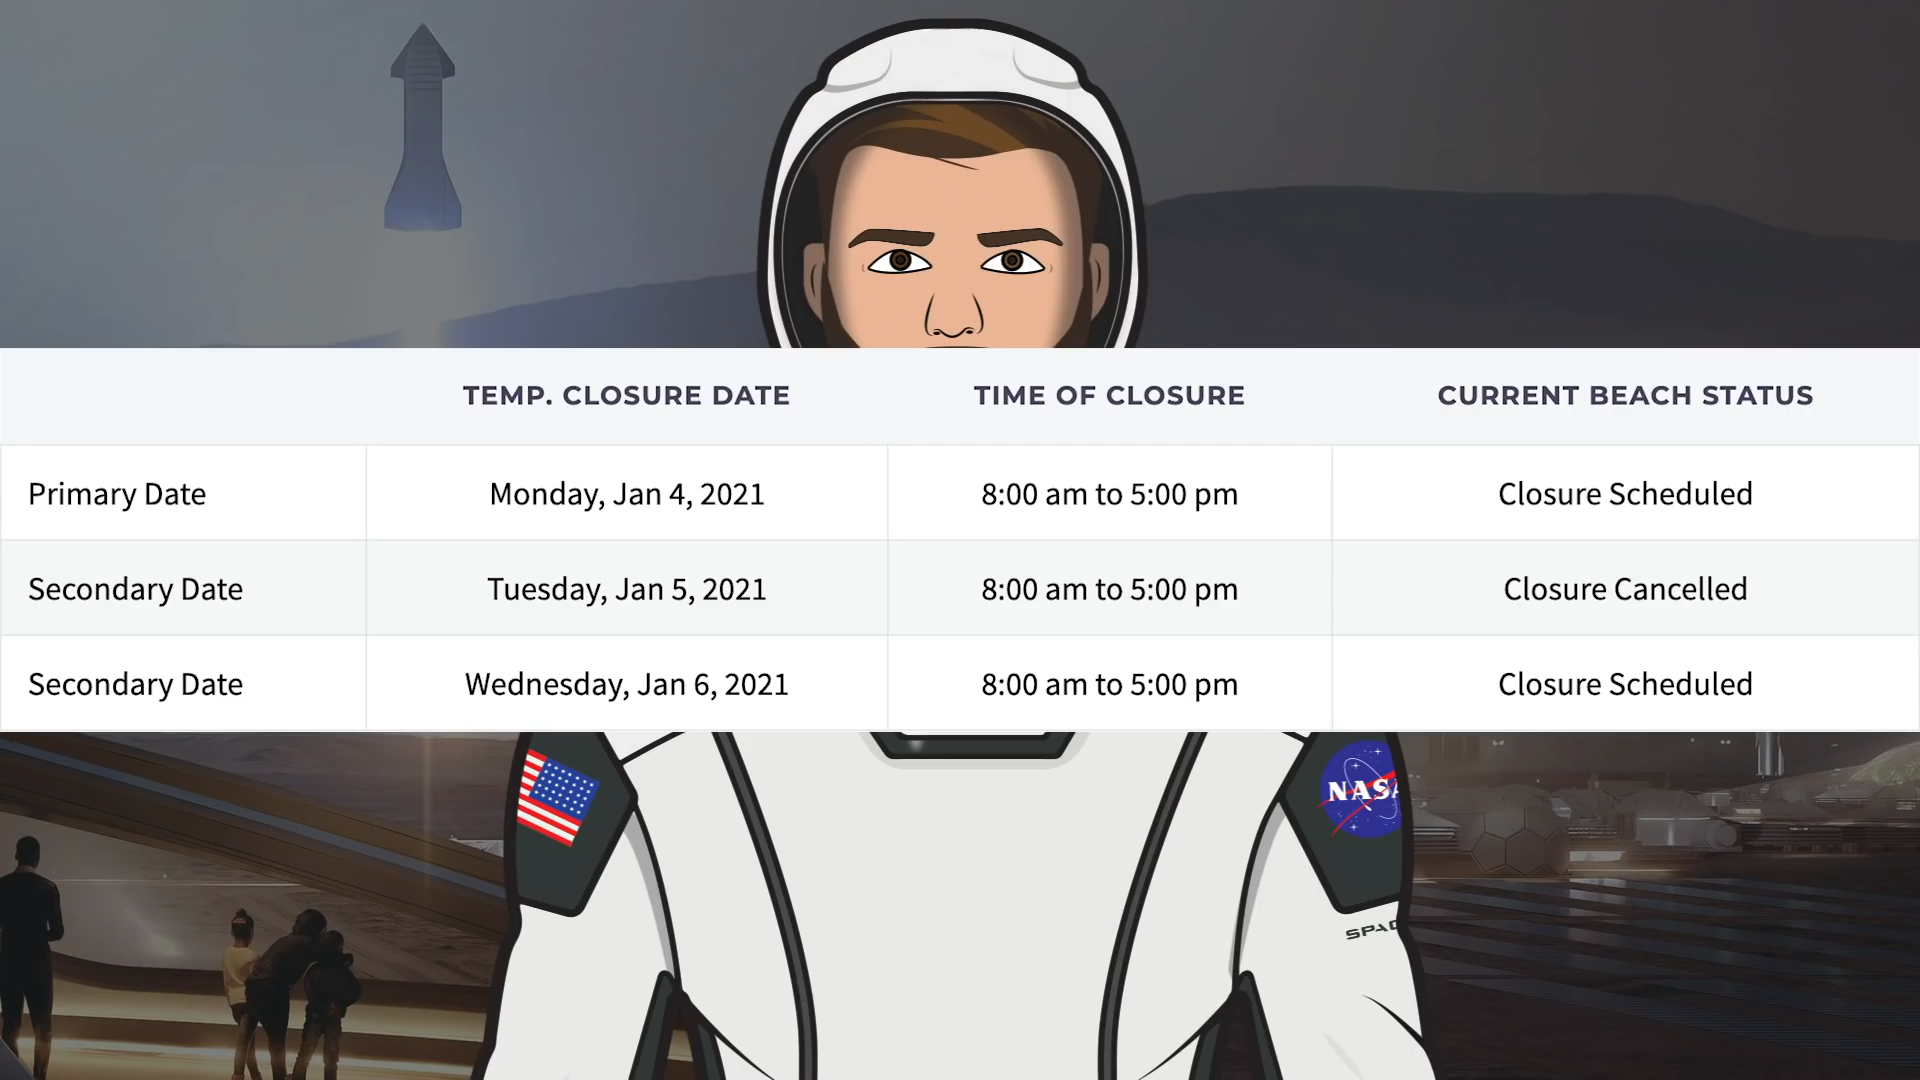 TEMP. CLOSURE DATE TIME OF CLOSURE CURRENT BEACH STATUS
Primary Date Monday, Jan 4, 2021 8:00 am to 5:00 pm Closure Scheduled
Secondary Date Tuesday, Jan 5, 2021 8:00 am to 5:00 pm Closure Cancelled
Secondary Date Wednesday, Jan 6, 2021 8:00 am to 5:00 pm Closure Scheduled
NASA
SPAC